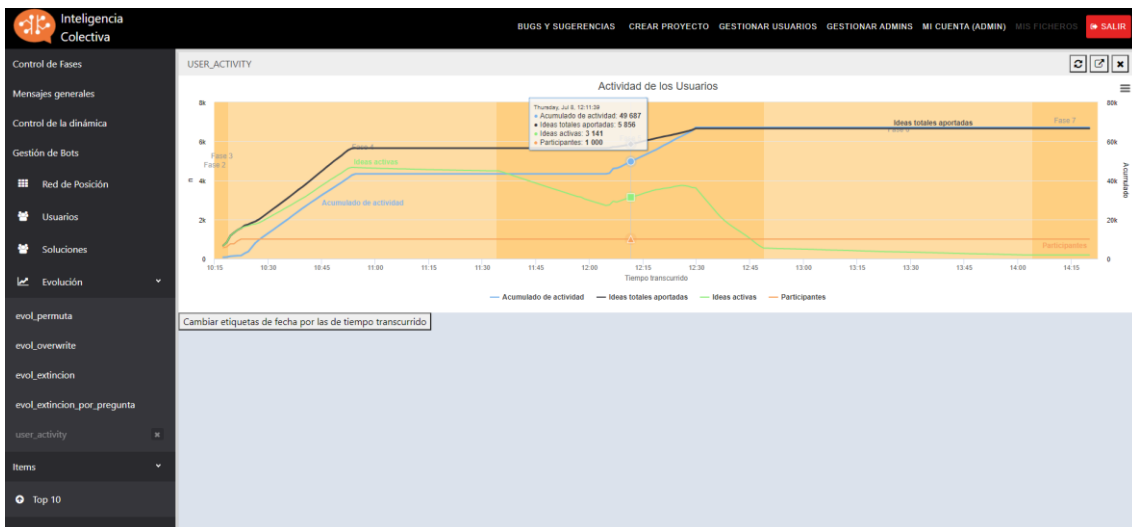 Inteligencia
Colectiva
BUGS Y SUGERENCIAS CREAR PROYECTO GESTIONAR USUARIOS GESTIONAR ADMINS MI CUENTA (ADMIN) MIS FICHEROS SALIR
Control de Fases
Mensajes generales
Control de la dinámica
Gestión de Bots
Red de Posición
Usuarios
Soluciones
Evolución
evol_permuta
evol_overwrite
evol_extincion
evol_extincion_por_pregunta
user_activity
Items
Top 10
USER_ACTIVITY
Actividad de los Usuarios
8k
6k
4k
2k
0
80k
60k
40k
20k
0
Acumulado
Fase 3
Fase 2
Fase 4
Ideas activas
Acumulado de actividad
Thursday, Jul 8, 12:11:39
Acumulado de actividad: 49 687
Ideas totales aportadas: 5 856
Ideas activas: 3 141
Participantes: 1 000
Ideas totales aportadas
Fase 6
Fase 7
Participantes
10:15 10:30 10:45 11:00 11:15 11:30 11:45 12:00 12:15 12:30 12:45 13:00 13:15 13:30 13:45 14:00 14:15
Tiempo transcurrido
Acumulado de actividad Ideas totales aportadas Ideas activas Participantes
Cambiar etiquetas de fecha por las de tiempo transcurrido